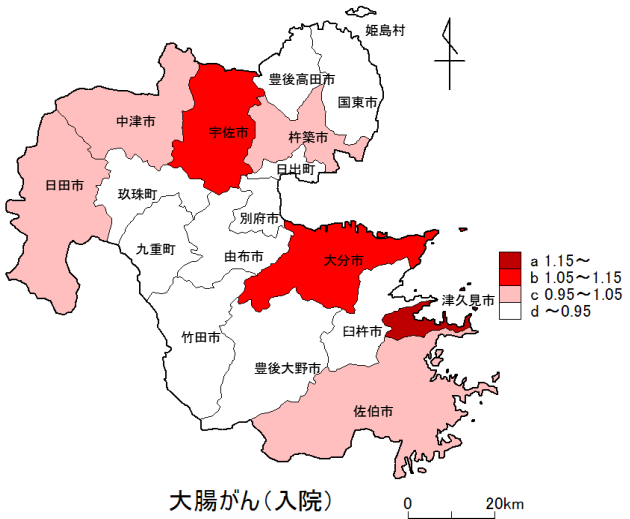 姫島村
豊後高田市
国東市
中津市
宇佐市
杵築市
日出町
日田市
玖珠町
別府市
九重町
由布市
大分市
a 1.15～
b 1.05～1.15
c 0.95～1.05
d ～0.95
津久見市
臼杵市
竹田市
豊後大野市
佐伯市
大腸がん（入院）
0 20km